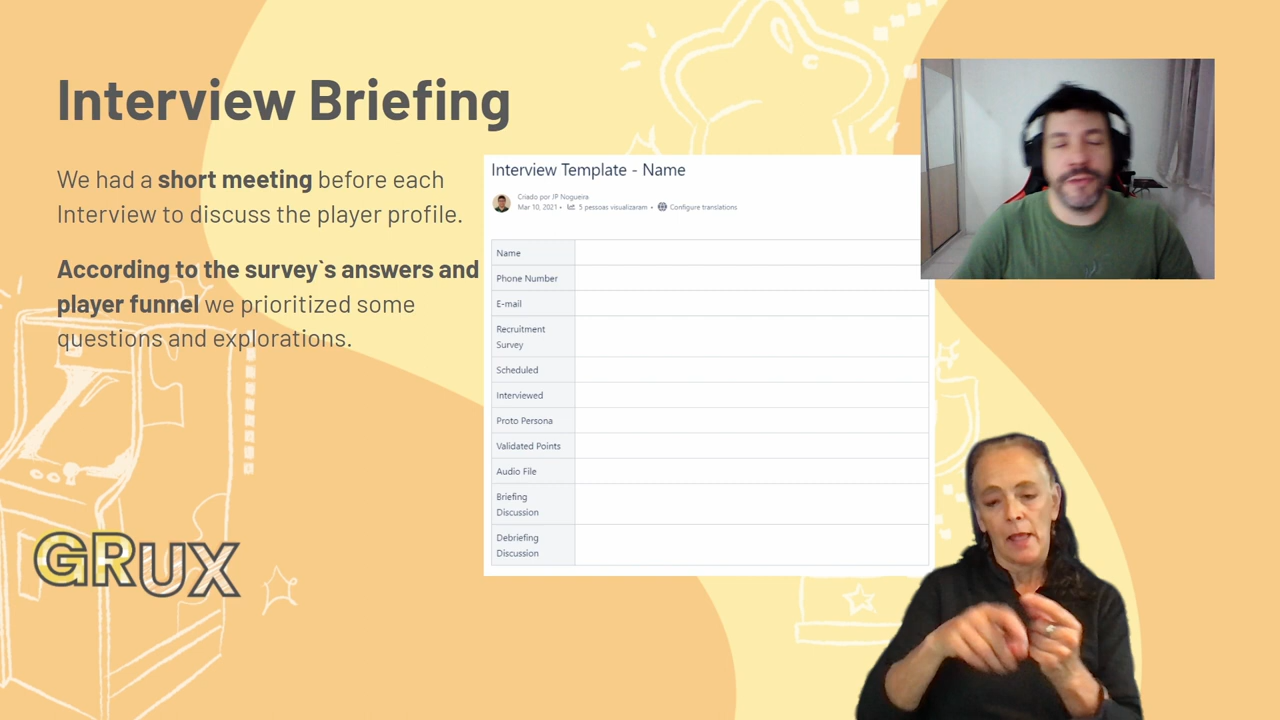 Interview Briefing
We had a short meeting before each
Interview to discuss the player profile.
According to the survey`s answers and
player funnel we prioritized some
questions and explorations.
Interview Template - Name
Criado por JP Nogueira
Mar 10, 2021 • 5 pessoas visualizaram • Configure translations
Name
Phone Number
E-mail
Recruitment
Survey
Scheduled
Interviewed
Proto Persona
Validated Points
Audio File
Briefing
Discussion
Debriefing
Discussion
GRUX